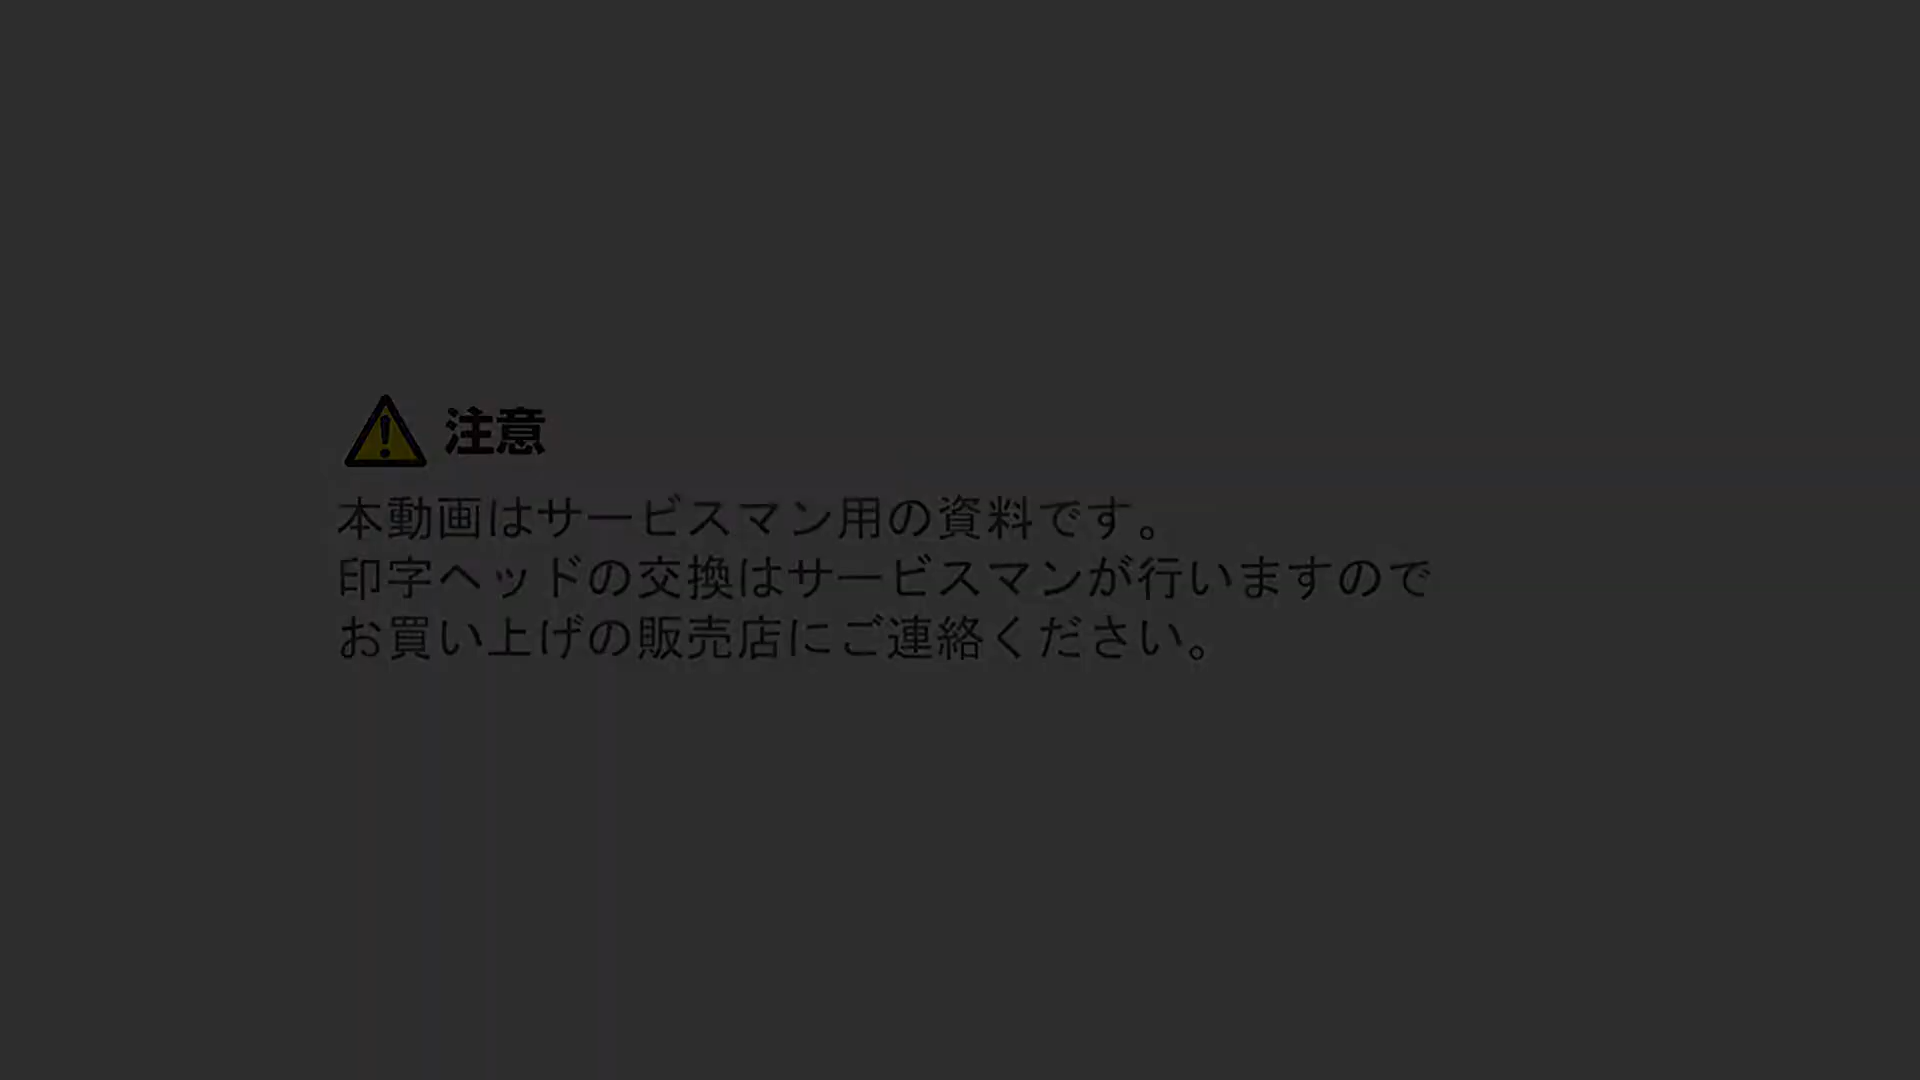 注意
本動画はサービスマン用の資料です。
印字ヘッドの交換はサービスマンが行いますので
お買い上げの販売店にご連絡ください。